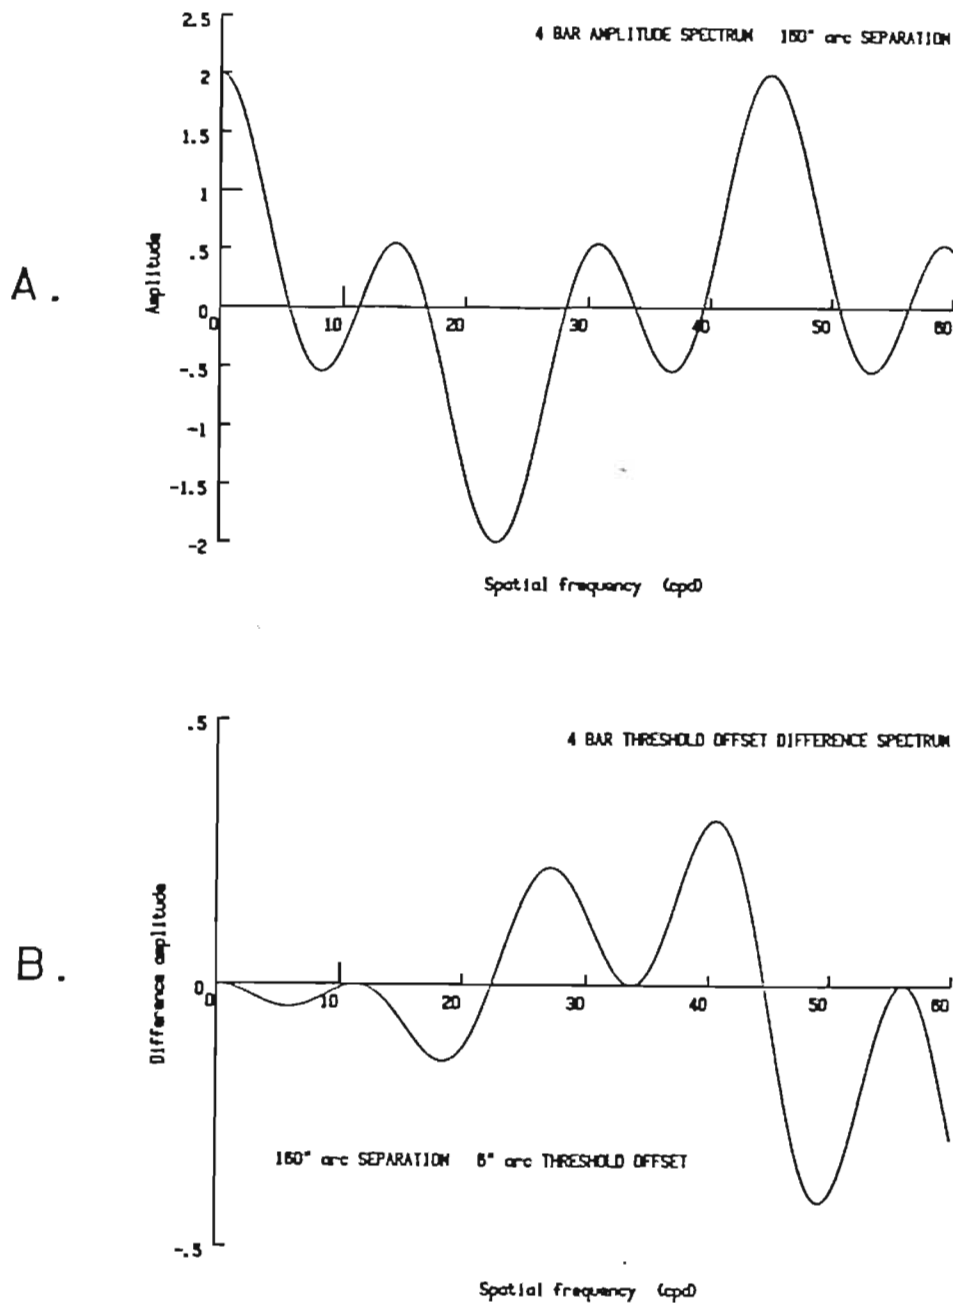 A.
4 BAR AMPLITUDE SPECTRUM 160" arc SEPARATION
2.5
2
1.5
1
.5
0
-.5
-1
-1.5
-2
Amplitude
0 10 20 30 40 50 60
Spatial frequency (cpd)
B.
4 BAR THRESHOLD OFFSET DIFFERENCE SPECTRUM
.5
0
-.5
Difference amplitude
0 10 20 30 40 50 60
160" arc SEPARATION 6" arc THRESHOLD OFFSET
Spatial frequency (cpd)